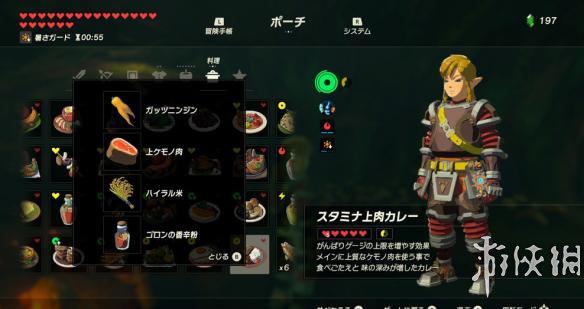 L
ポーチ
R
197
冒険手帳
システム
暑さガード 00:55
料理
ガッツニンジン
上ケモノ肉
ハイラル米
ゴロンの香辛粉
とじる B
×6
スタミナ上肉カレー
がんばりゲージの上限を増やす効果
メインに上質なケモノ肉を使う事で
食べごたえと 味の深みが増したカレー
游侠网